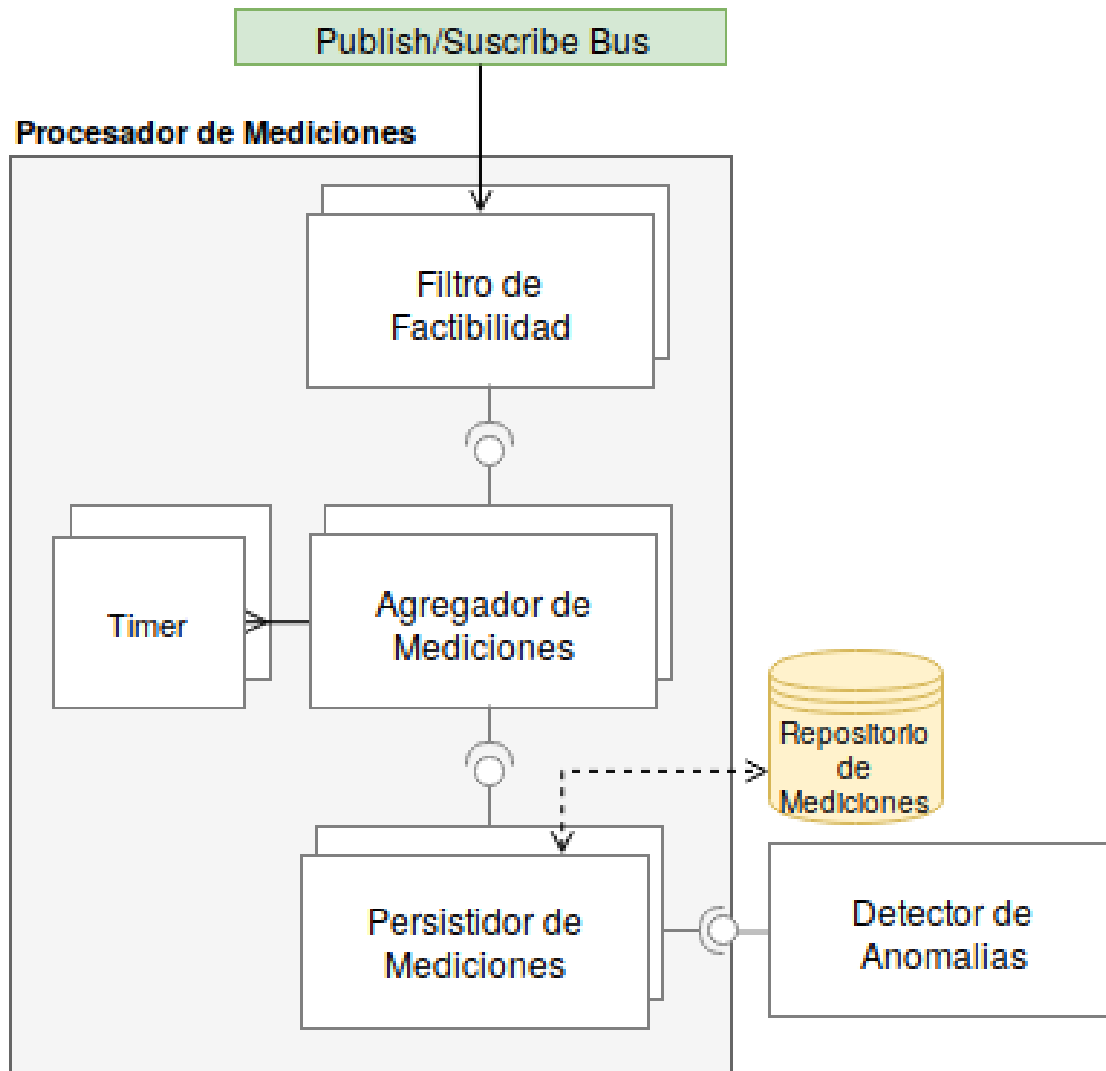 Publish/Suscribe Bus
Procesador de Mediciones
Filtro de
Factibilidad
Timer
Agregador de
Mediciones
Repositorio
de
Mediciones
Persistidor de
Mediciones
Detector de
Anomalias